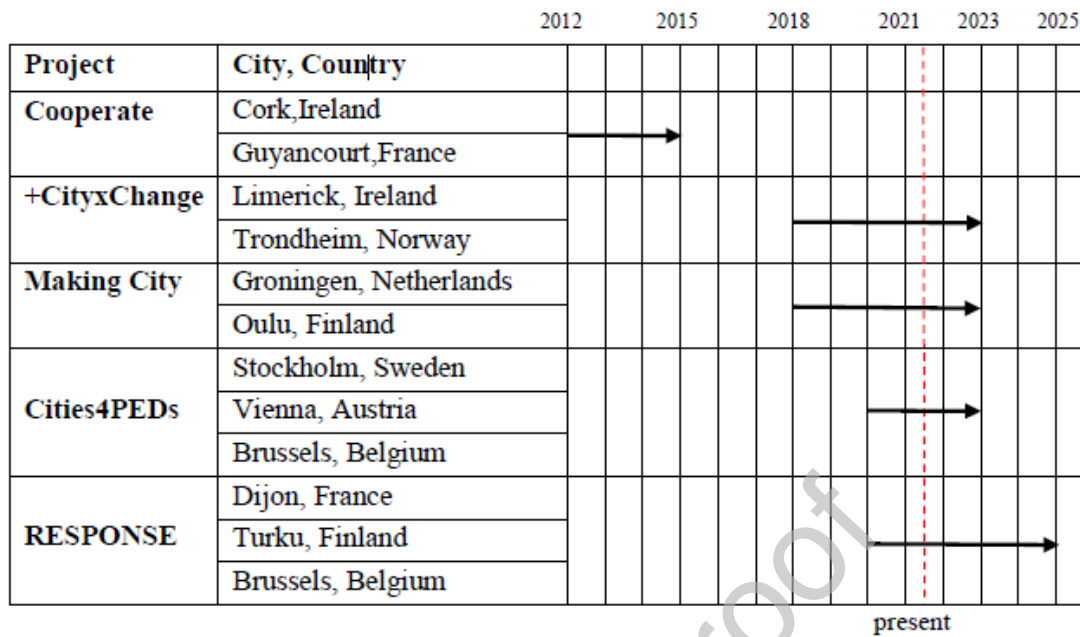 2012 2015 2018 2021 2023 2025
Project City, Country
Cooperate Cork,Ireland
Guyancourt,France
+CityxChange Limerick, Ireland
Trondheim, Norway
Making City Groningen, Netherlands
Oulu, Finland
Stockholm, Sweden
Cities4PEDs Vienna, Austria
Brussels, Belgium
Dijon, France
RESPONSE Turku, Finland
Brussels, Belgium
oof
present